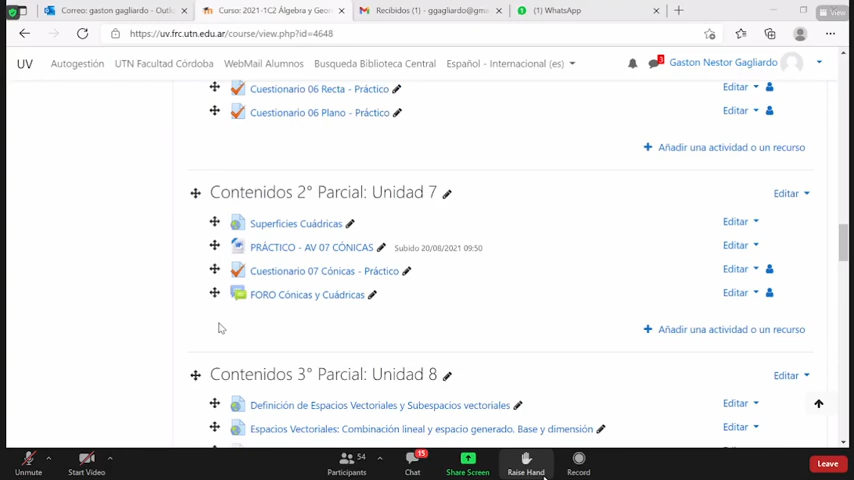 Correo: gaston gagliardo - Outl
Curso: 2021-1C2 Álgebra y Geom
Recibidos (1) - ggagliardo@gma
(1) WhatsApp
View
https://uv.frc.utn.edu.ar/course/view.php?id=4648
UV
Autogestión
UTN Facultad Córdoba
WebMail Alumnos
Busqueda Biblioteca Central
Español - Internacional (es)
3
Gaston Nestor Gagliardo
Cuestionario 06 Recta - Práctico
Editar
Cuestionario 06 Plano - Práctico
Editar
Añadir una actividad o un recurso
Contenidos 2° Parcial: Unidad 7
Editar
Superficies Cuádricas
Editar
PRÁCTICO - AV 07 CÓNICAS
Subido 20/08/2021 09:50
Editar
Cuestionario 07 Cónicas - Práctico
Editar
FORO Cónicas y Cuádricas
Editar
Añadir una actividad o un recurso
Contenidos 3° Parcial: Unidad 8
Editar
Definición de Espacios Vectoriales y Subespacios vectoriales
Editar
Espacios Vectoriales: Combinación lineal y espacio generado. Base y dimensión
Editar
Unmute
Start Video
54
Participants
15
Chat
Share Screen
Raise Hand
Record
Leave